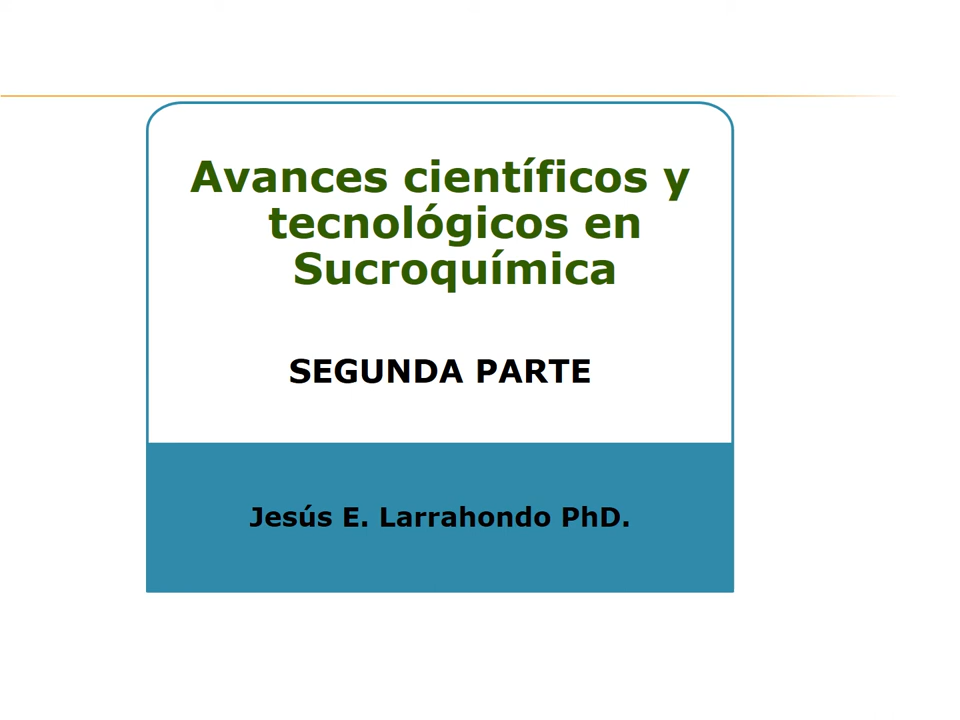 Avances científicos y
tecnológicos en
Sucroquímica
SEGUNDA PARTE
Jesús E. Larrahondo PhD.